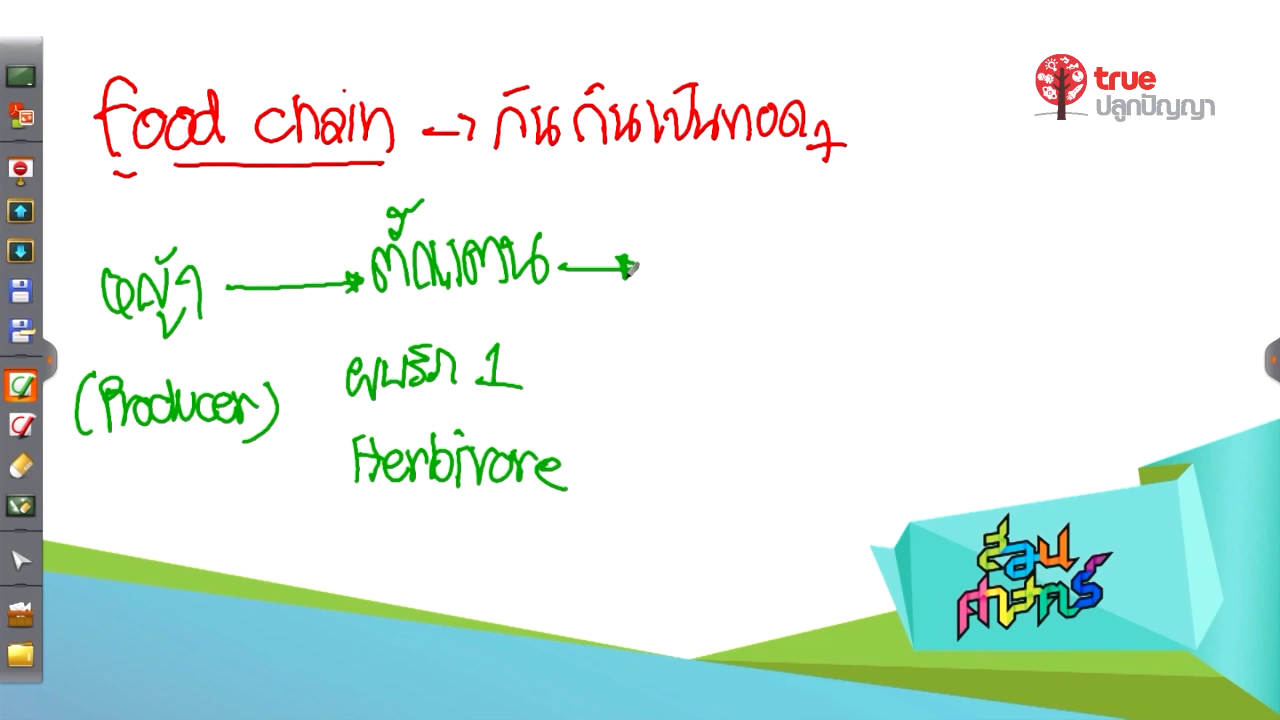 true
ปลูกปัญญา
food chain → กินกันเป็นทอดๆ
หญ้า → ตั๊กแตน →
(Producer)
ผู้บริโภค 1
Herbivore
สอน
ศาสตร์